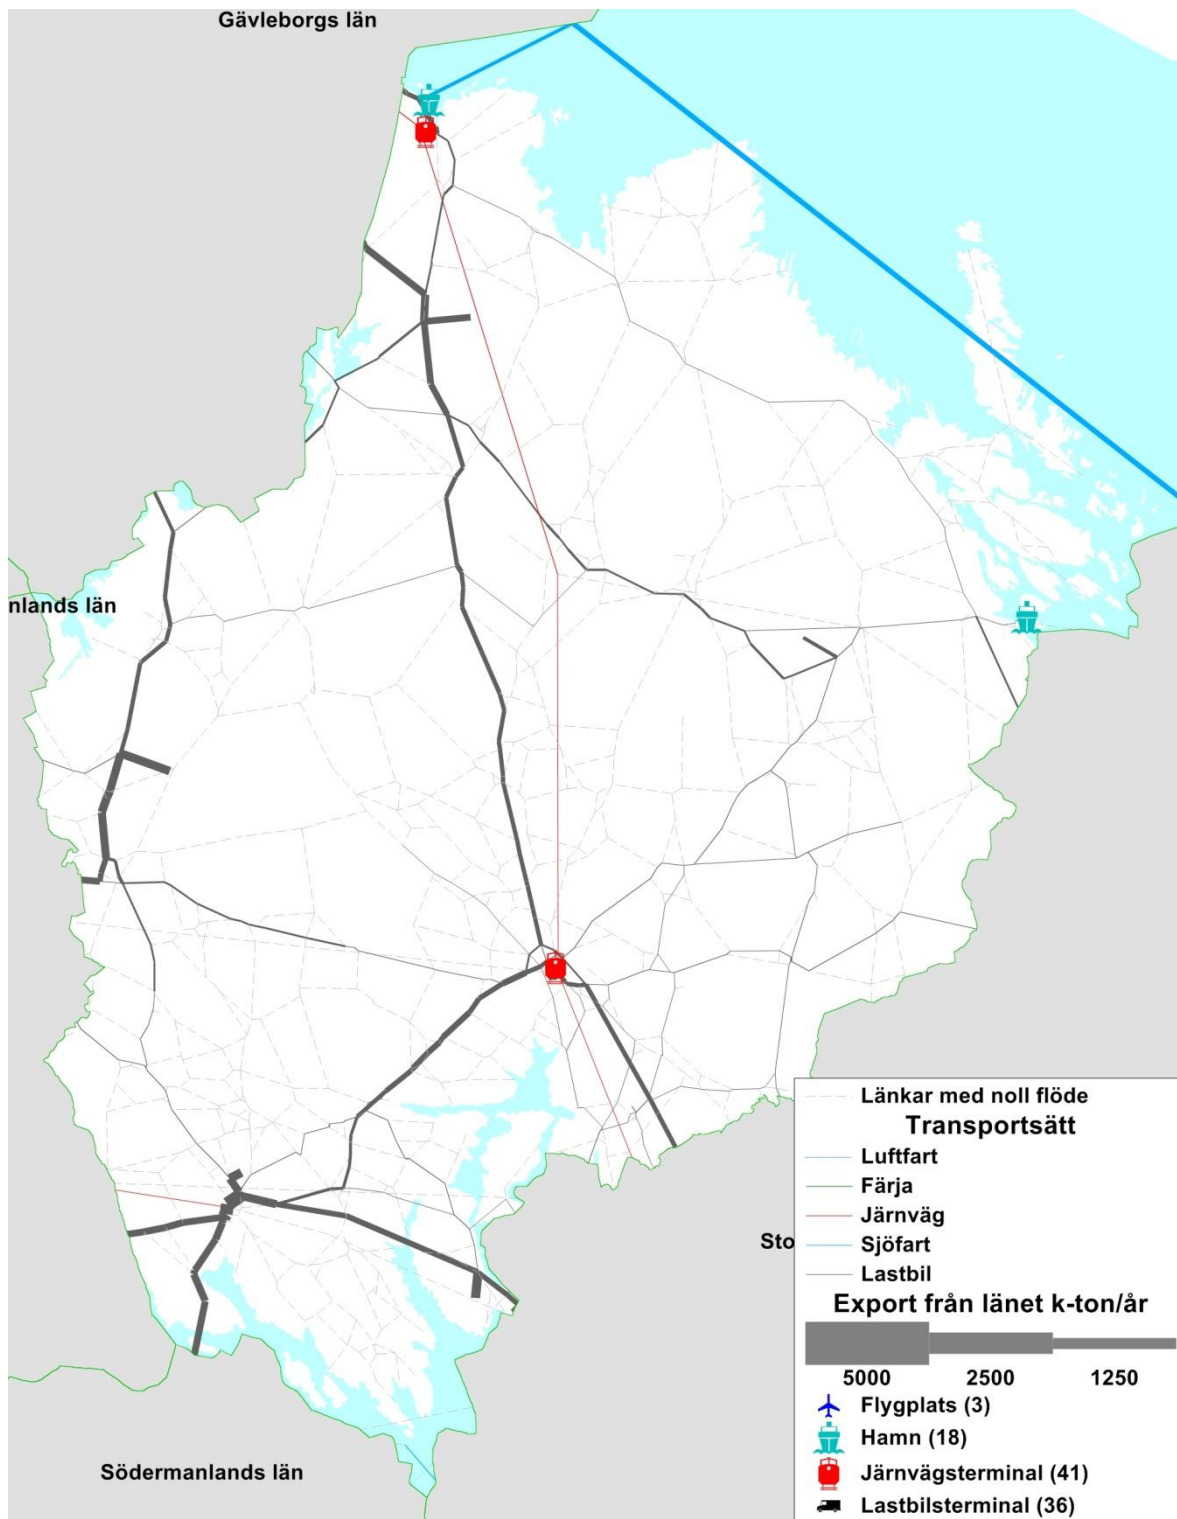 Gävleborgs län
nlands län
Sto
Södermanlands län
Länkar med noll flöde
Transportsätt
Luftfart
Färja
Järnväg
Sjöfart
Lastbil
Export från länet k-ton/år
5000 2500 1250
Flygplats (3)
Hamn (18)
Järnvägsterminal (41)
Lastbilsterminal (36)